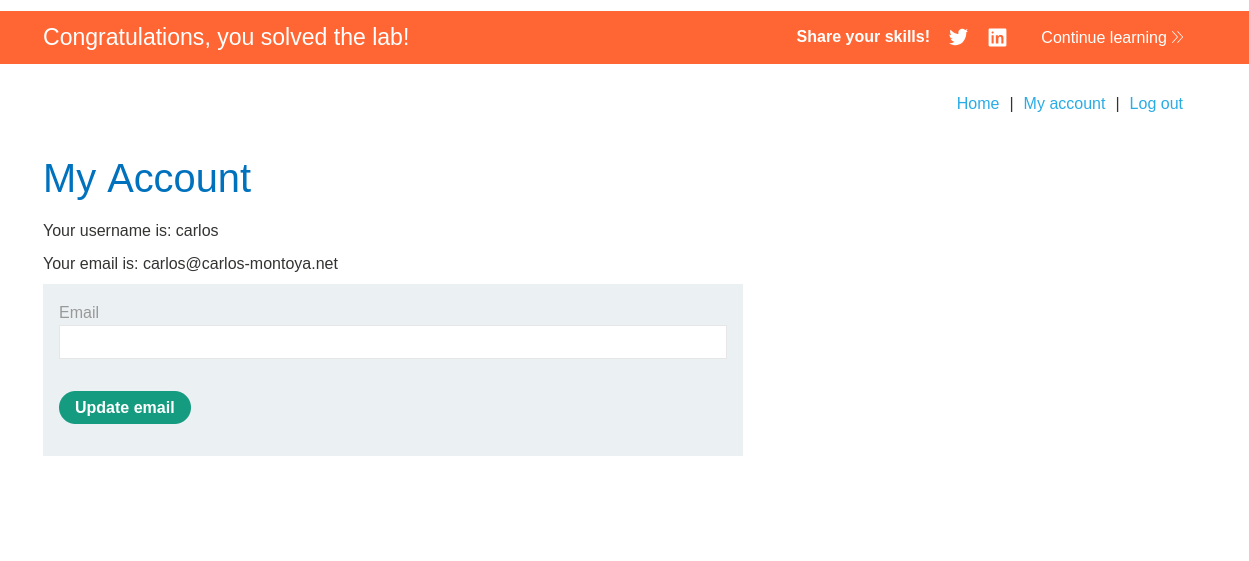 Congratulations, you solved the lab!
Share your skills!
Continue learning
Home | My account | Log out
My Account
Your username is: carlos
Your email is: carlos@carlos-montoya.net
Email
Update email